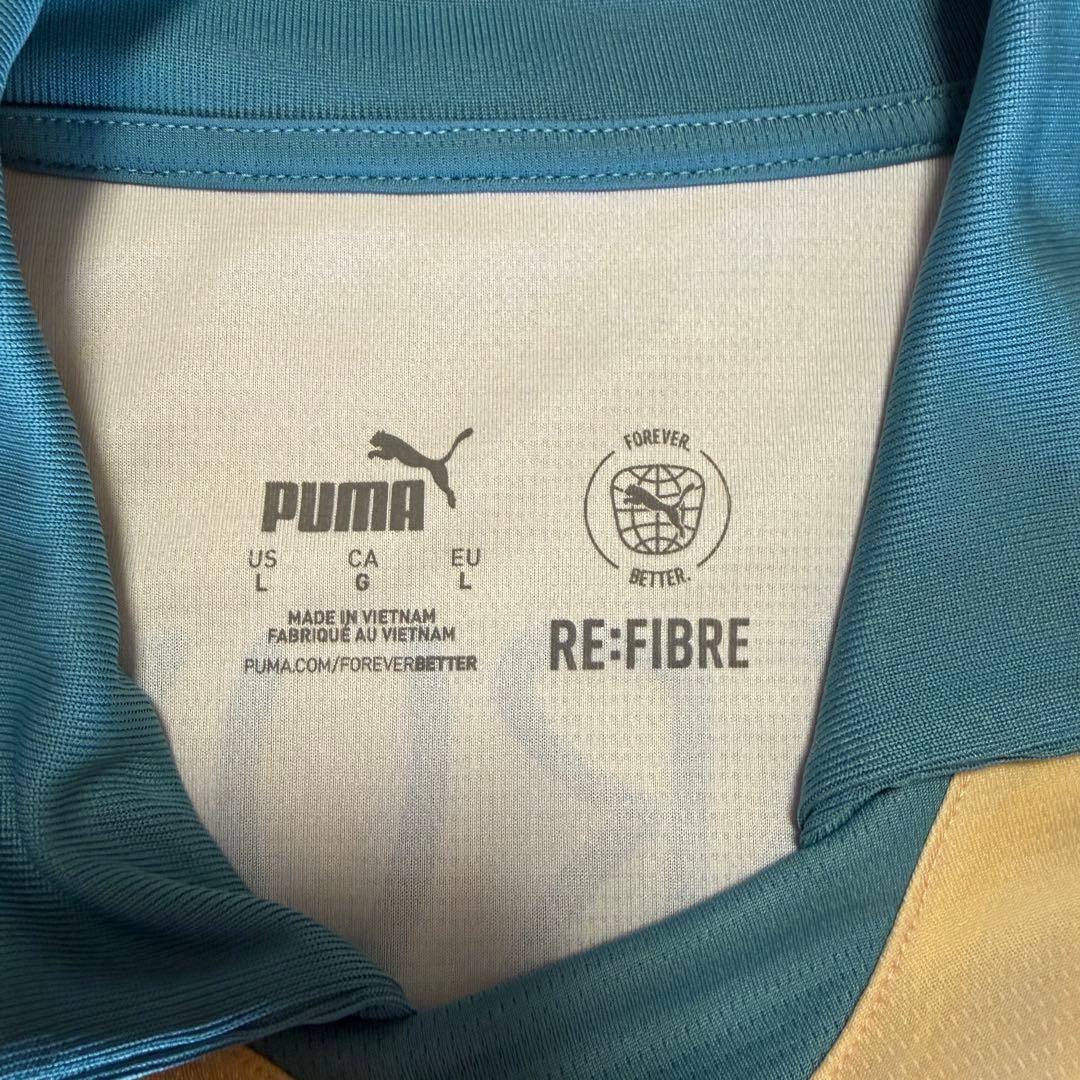 PUMA
US CA EU
L G L
MADE IN VIETNAM
FABRIQUÉ AU VIETNAM
PUMA.COM/FOREVERBETTER
FOREVER.
BETTER.
RE:FIBRE